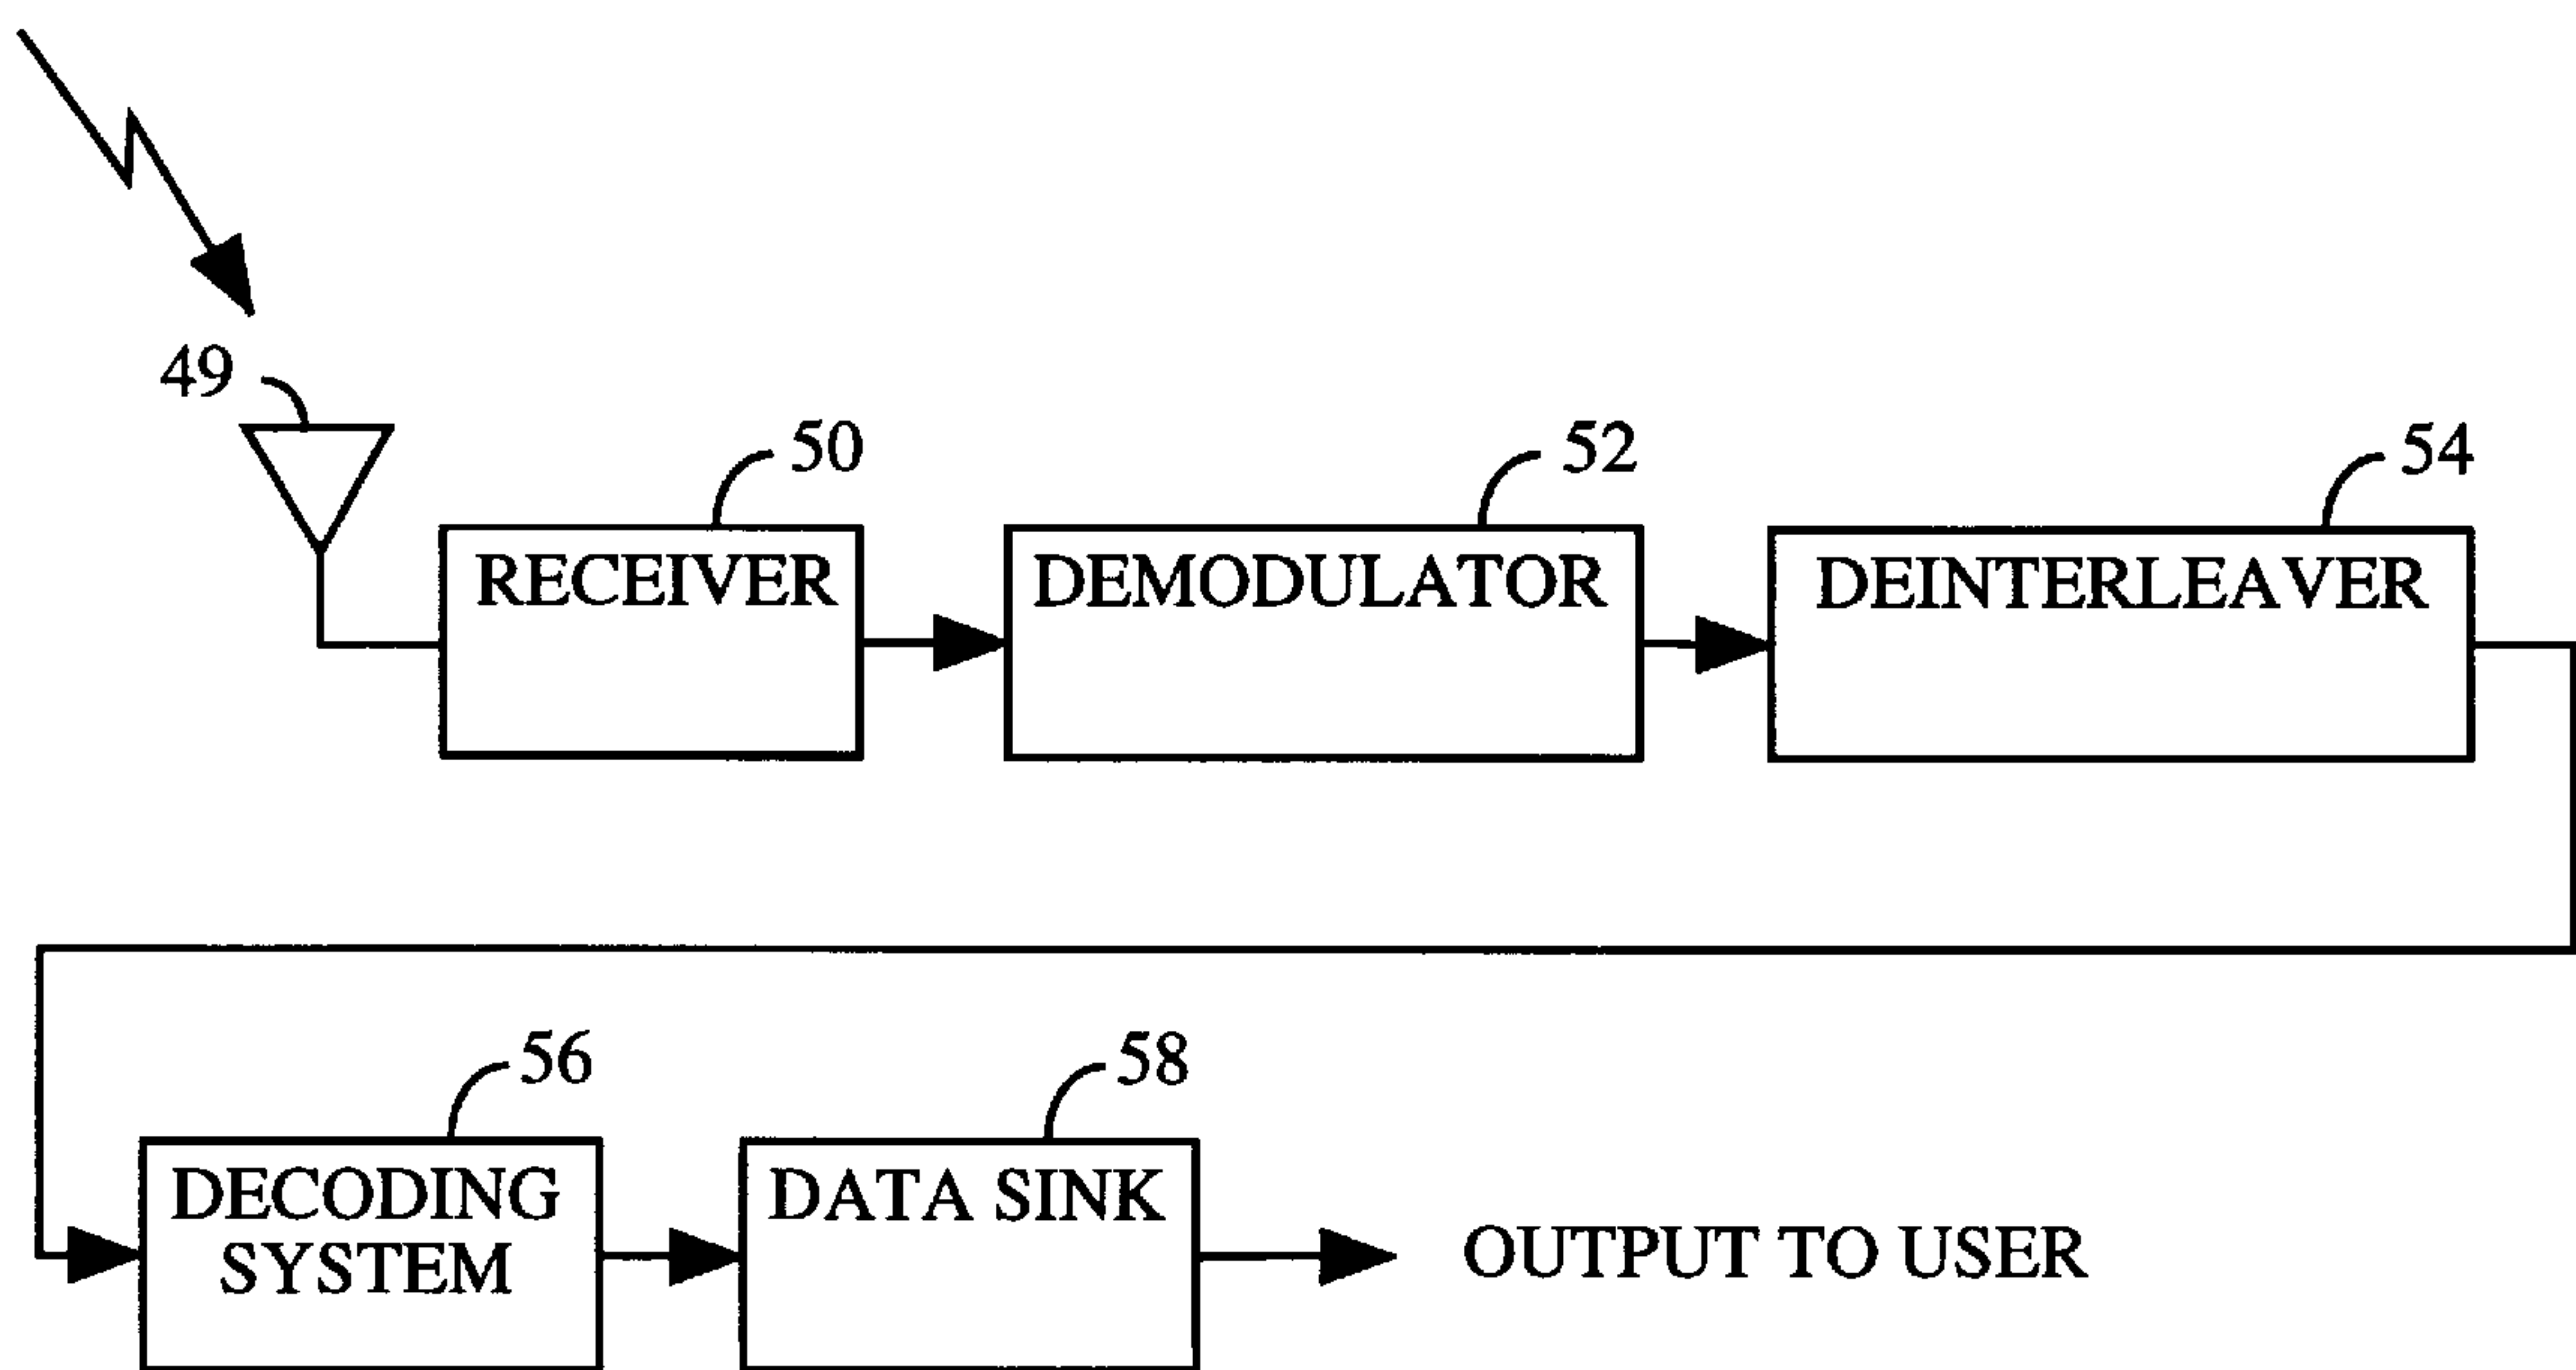 49
50
52
54
RECEIVER
DEMODULATOR
DEINTERLEAVER
56
58
DECODING
SYSTEM
DATA SINK
OUTPUT TO USER